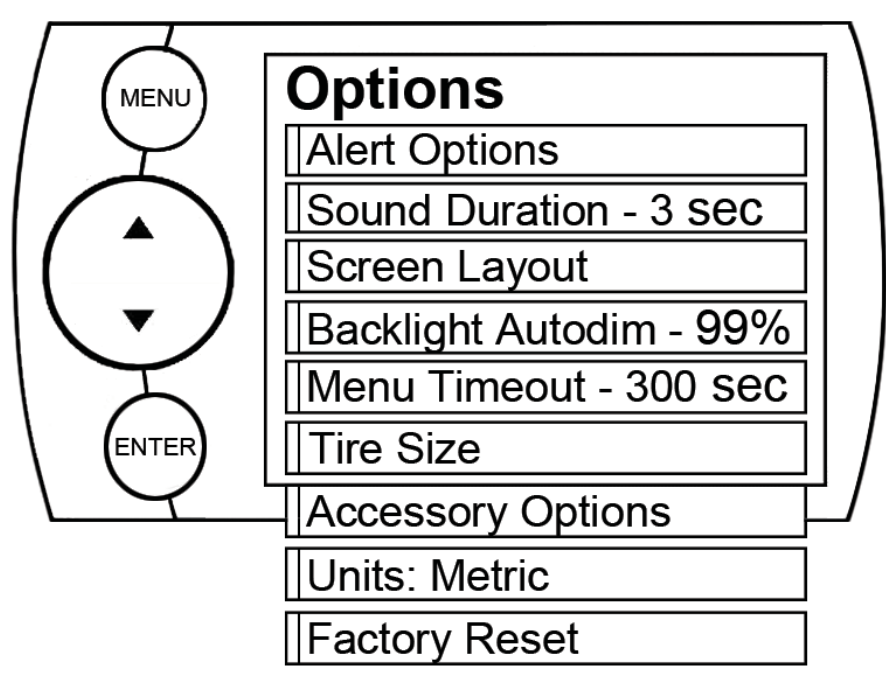 MENU
ENTER
Options
Alert Options
Sound Duration - 3 sec
Screen Layout
Backlight Autodim - 99%
Menu Timeout - 300 sec
Tire Size
Accessory Options
Units: Metric
Factory Reset